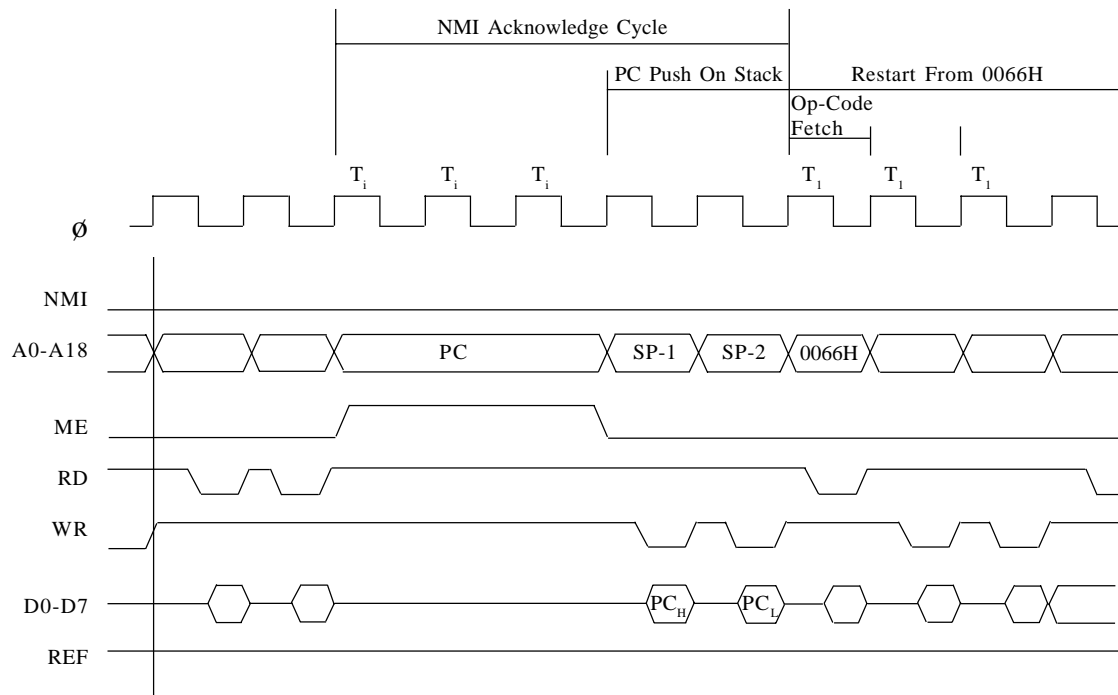 NMI Acknowledge Cycle
PC Push On Stack
Restart From 0066H
Op-Code
Fetch
Ti Ti Ti T1 T1 T1
Ø
NMI
A0-A18 PC SP-1 SP-2 0066H
ME
RD
WR
D0-D7 PCH PCL
REF